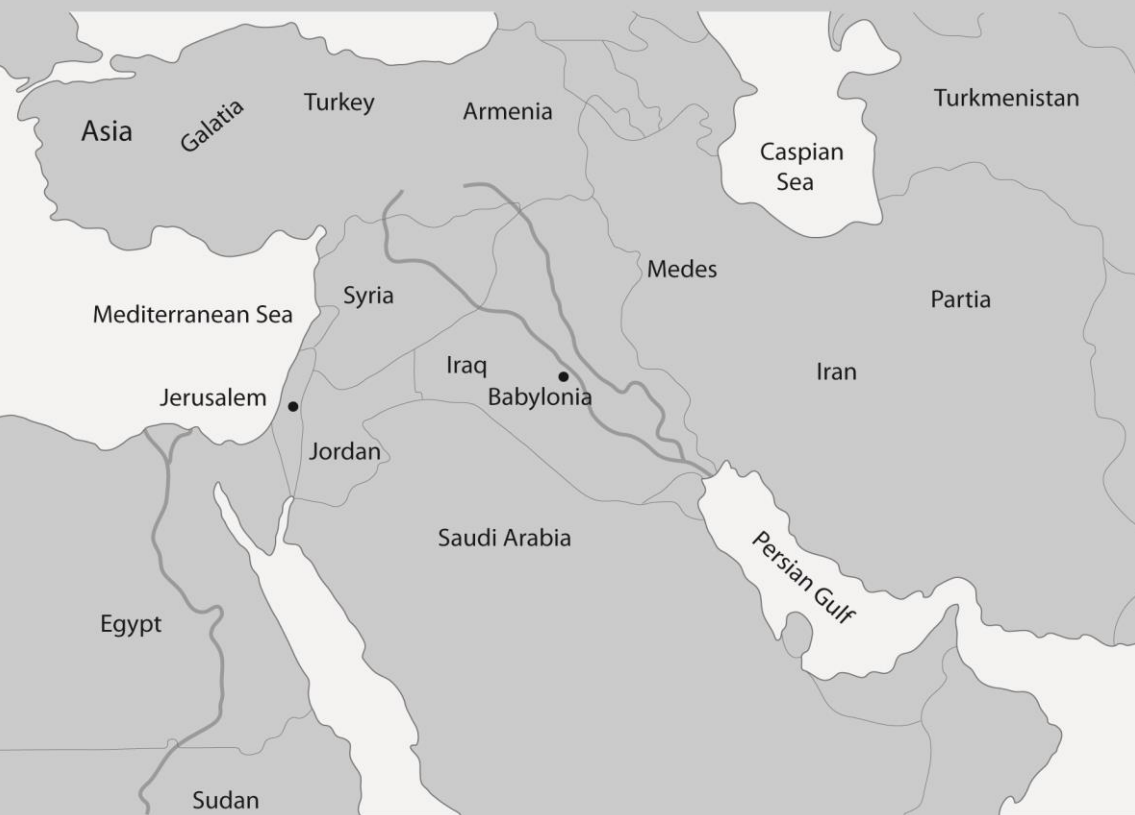 Turkey
Armenia
Turkmenistan
Asia
Galatia
Caspian
Sea
Medes
Syria
Partia
Mediterranean Sea
Iraq
Iran
Jerusalem
Babylonia
Jordan
Saudi Arabia
Persian Gulf
Egypt
Sudan